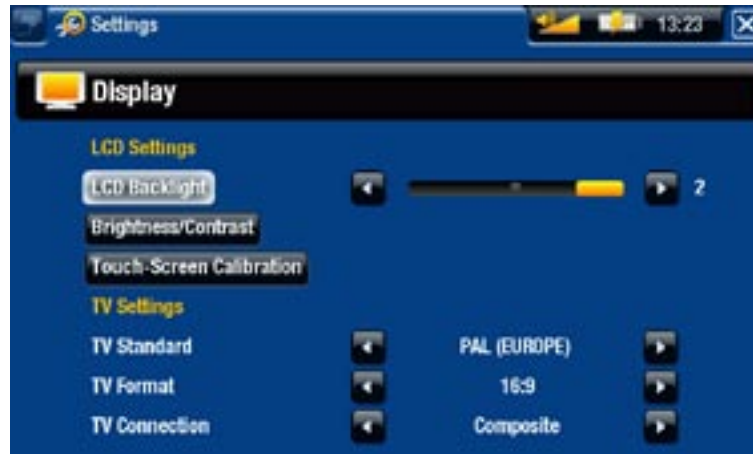 Settings 13:23
Display
LCD Settings
LCD Backlight 2
Brightness/Contrast
Touch-Screen Calibration
TV Settings
TV Standard PAL (EUROPE)
TV Format 16:9
TV Connection Composite